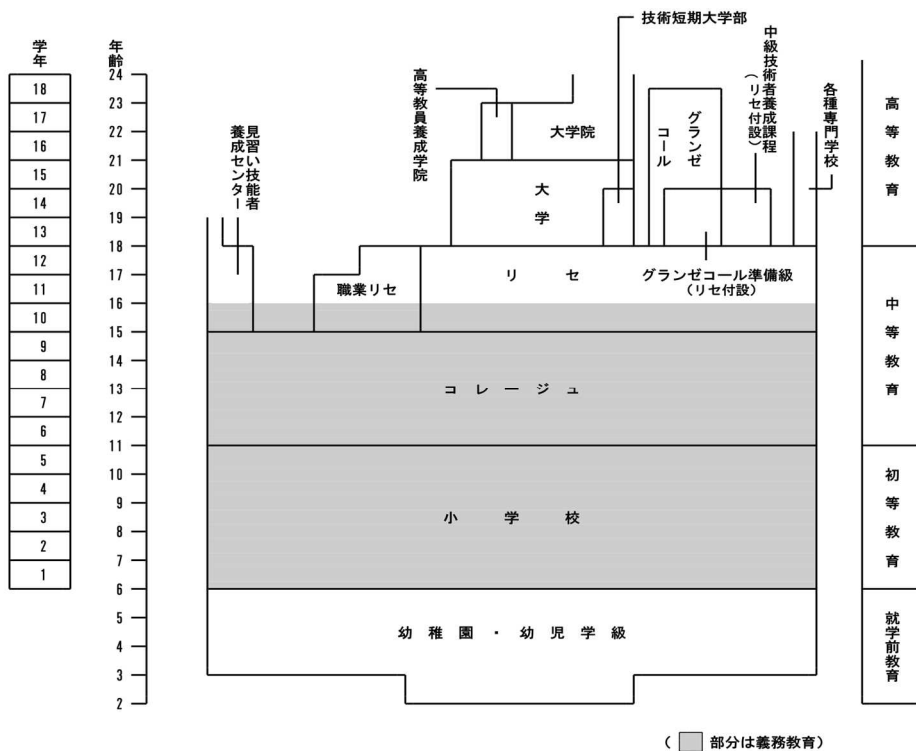 学年
18
17
16
15
14
13
12
11
10
9
8
7
6
5
4
3
2
1
年齢
24
23
22
21
20
19
18
17
16
15
14
13
12
11
10
9
8
7
6
5
4
3
2
見習い技能者
養成センター
高等教員養成学院
技術短期大学部
大学院
大学
グランゼ
コール
中級技術者養成課程
(リセ付設)
各種専門学校
職業リセ
リセ
グランゼコール準備級
(リセ付設)
コレージュ
小学校
幼稚園・幼児学級
高等教育
中等教育
初等教育
就学前教育
( 部分は義務教育)